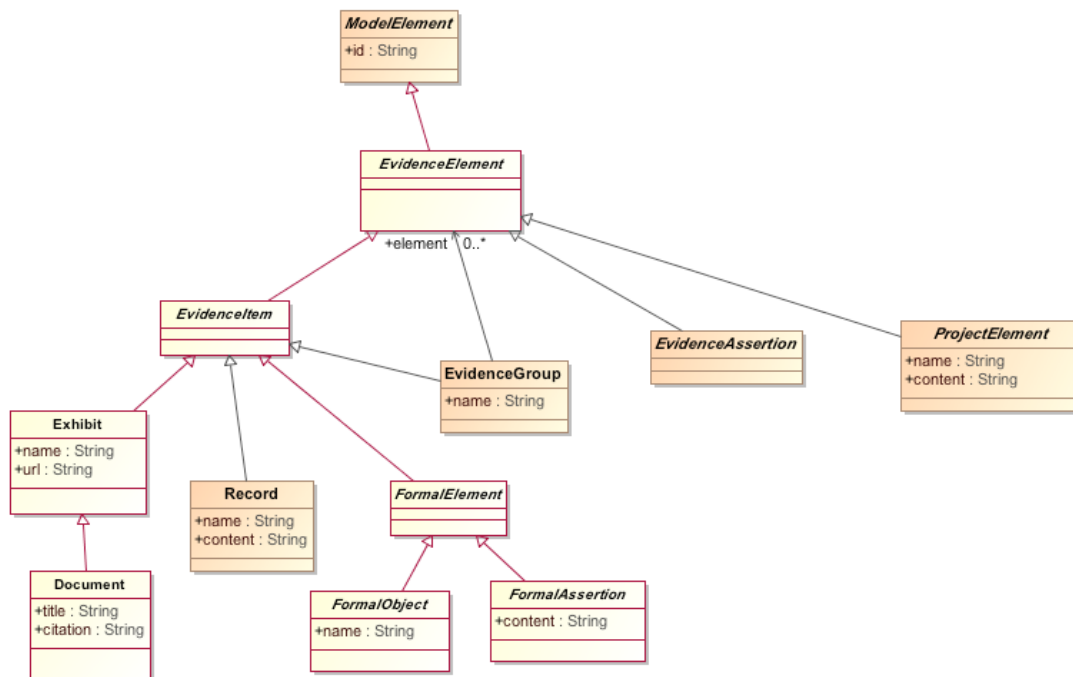 ModelElement
+id : String
EvidenceElement
+element 0..*
EvidenceItem
EvidenceAssertion
ProjectElement
+name : String
+content : String
EvidenceGroup
+name : String
Exhibit
+name : String
+url : String
Record
+name : String
+content : String
FormalElement
Document
+title : String
+citation : String
FormalObject
+name : String
FormalAssertion
+content : String